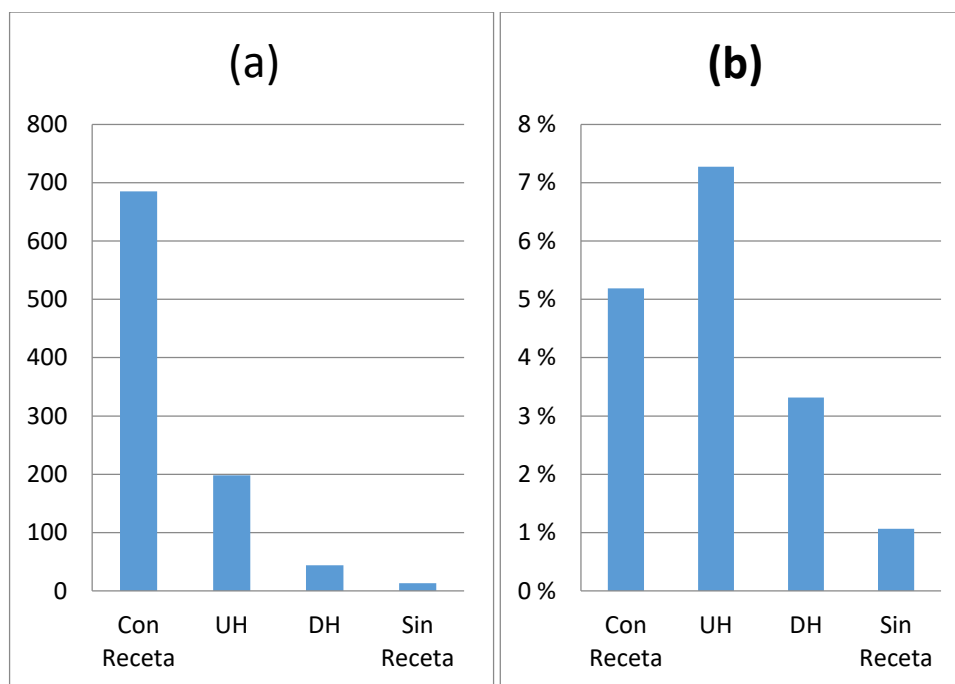 (a)
800
700
600
500
400
300
200
100
0
Con
Receta
UH
DH
Sin
Receta
(b)
8 %
7 %
6 %
5 %
4 %
3 %
2 %
1 %
0 %
Con
Receta
UH
DH
Sin
Receta